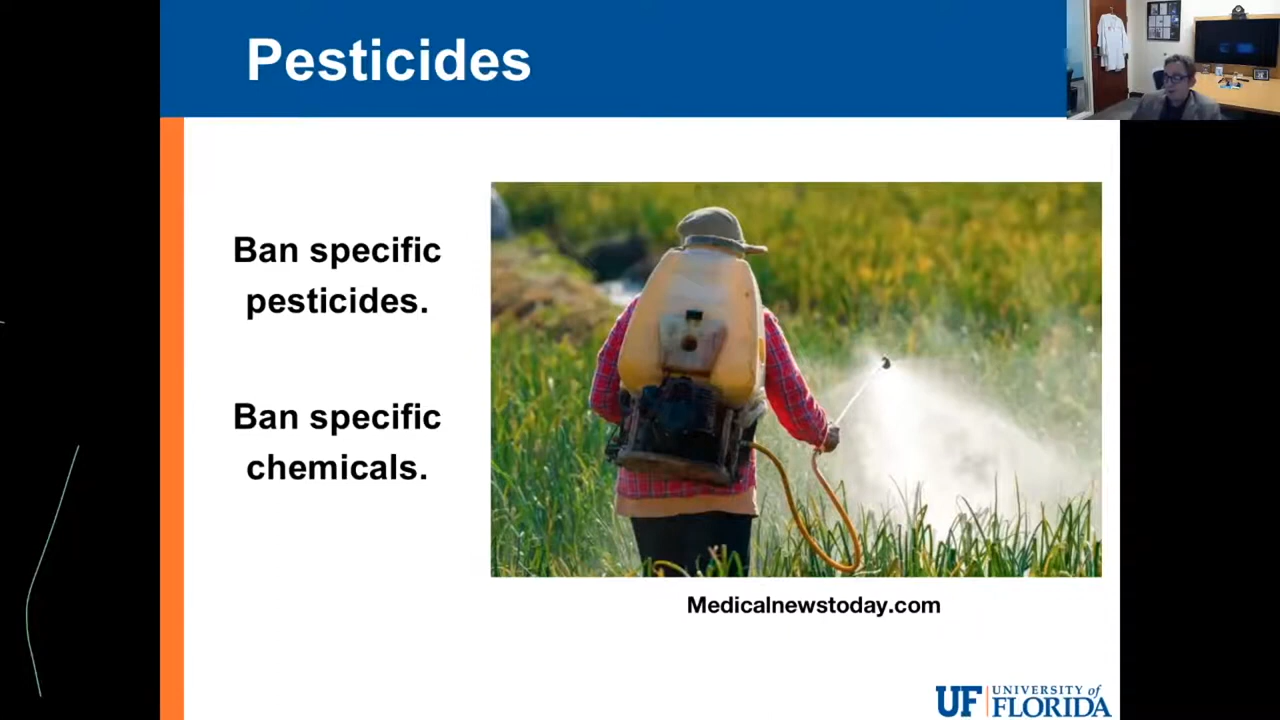 Pesticides
Ban specific
pesticides.
Ban specific
chemicals.
Medicalnewstoday.com
UF UNIVERSITY of
FLORIDA